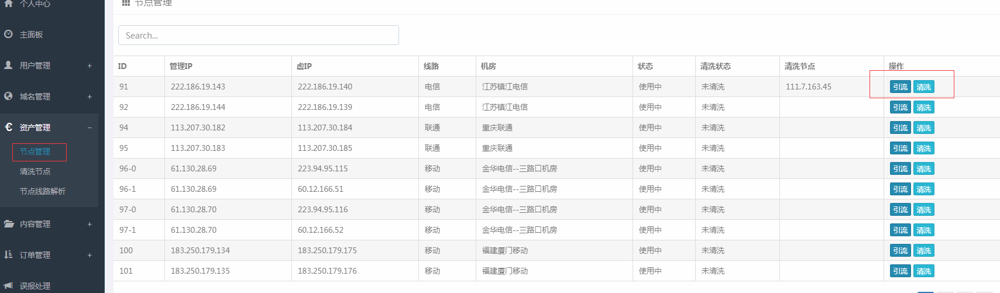 个人中心
主面板
用户管理 +
域名管理 +
资产管理 −
节点管理
清洗节点
节点线路解析
内容管理 +
订单管理 +
误报处理
节点管理
Search...
ID 管理IP 虚IP 线路 机房 状态 清洗状态 清洗节点 操作
91 222.186.19.143 222.186.19.140 电信 江苏镇江电信 使用中 未清洗 111.7.163.45 引流 清洗
92 222.186.19.144 222.186.19.139 电信 江苏镇江电信 使用中 未清洗 引流 清洗
94 113.207.30.182 113.207.30.184 联通 重庆联通 使用中 未清洗 引流 清洗
95 113.207.30.183 113.207.30.185 联通 重庆联通 使用中 未清洗 引流 清洗
96-0 61.130.28.69 223.94.95.115 移动 金华电信--三路口机房 使用中 未清洗 引流 清洗
96-1 61.130.28.69 60.12.166.51 移动 金华电信--三路口机房 使用中 未清洗 引流 清洗
97-0 61.130.28.70 223.94.95.116 移动 金华电信--三路口机房 使用中 未清洗 引流 清洗
97-1 61.130.28.70 60.12.166.52 移动 金华电信--三路口机房 使用中 未清洗 引流 清洗
100 183.250.179.134 183.250.179.175 移动 福建厦门移动 使用中 未清洗 引流 清洗
101 183.250.179.135 183.250.179.176 移动 福建厦门移动 使用中 未清洗 引流 清洗